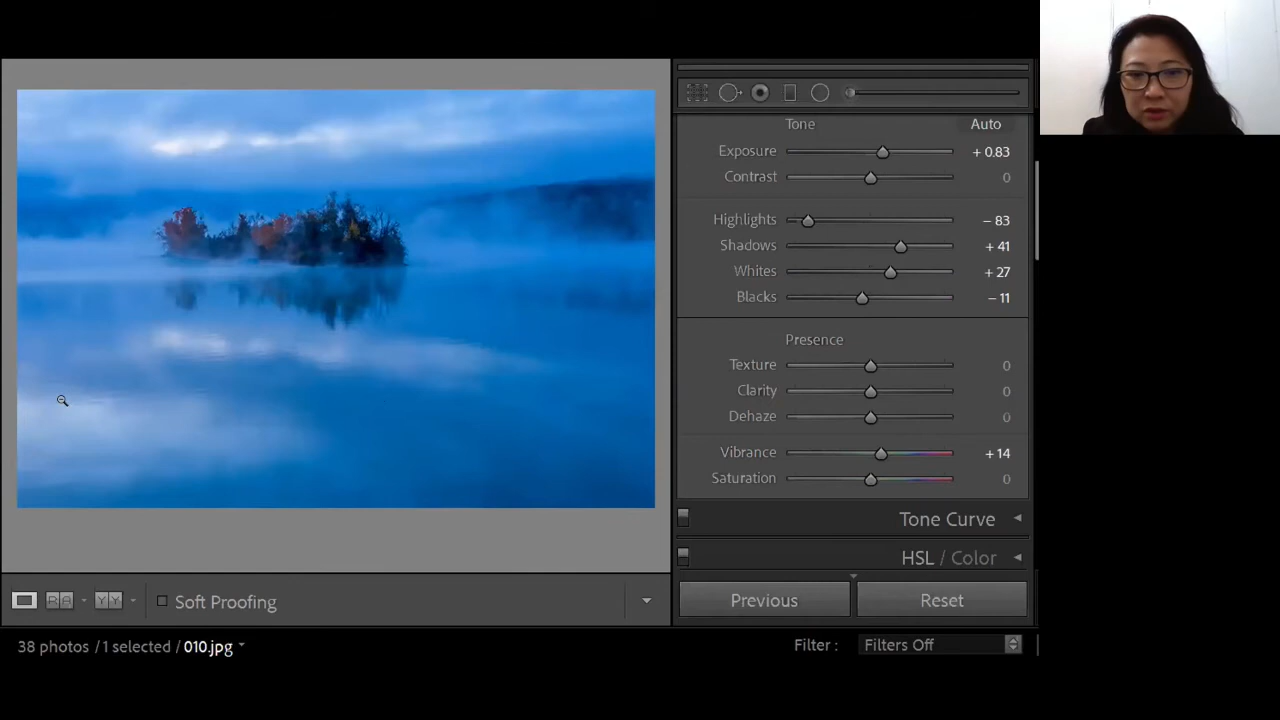 Tone Auto
Exposure + 0.83
Contrast 0
Highlights – 83
Shadows + 41
Whites + 27
Blacks – 11
Presence
Texture 0
Clarity 0
Dehaze 0
Vibrance + 14
Saturation 0
Tone Curve
HSL / Color
Previous Reset
R A Y Y Soft Proofing
38 photos / 1 selected / 010.jpg
Filter : Filters Off